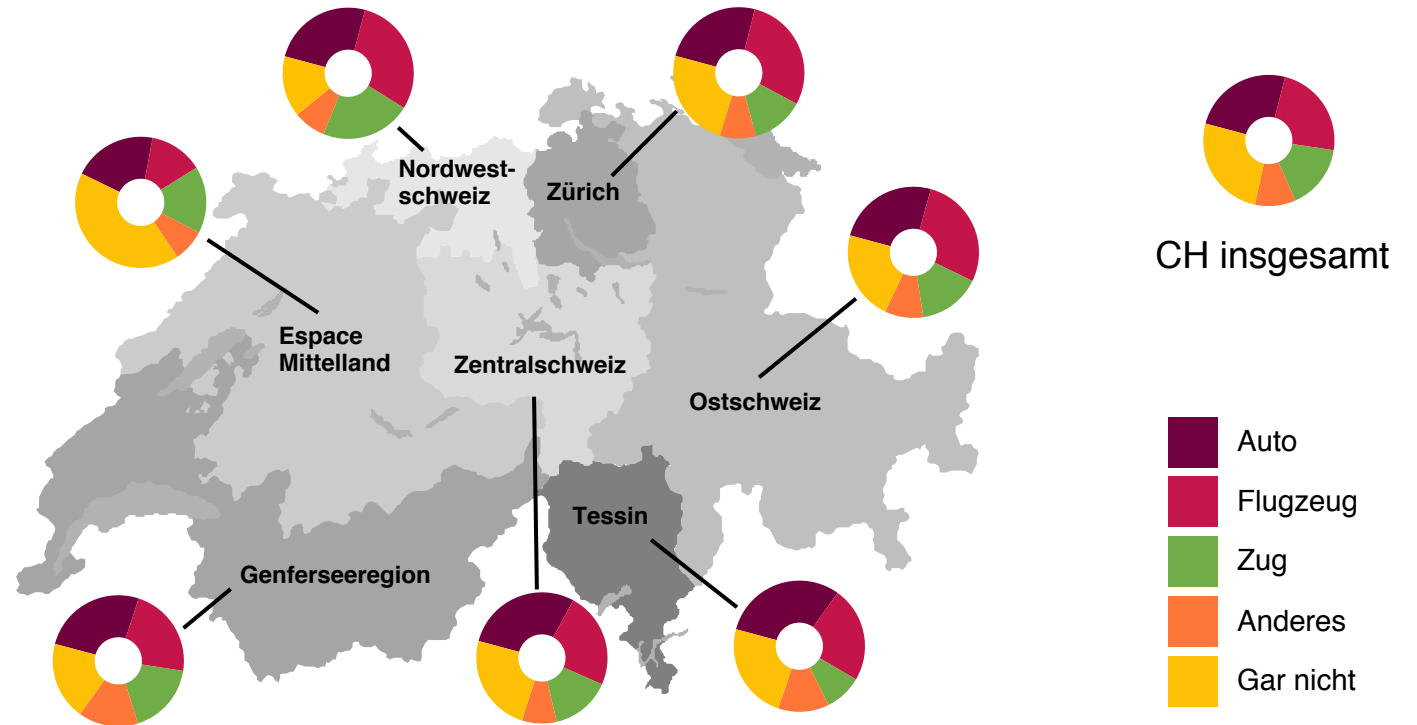 Nordwest-
schweiz
Zürich
CH insgesamt
Espace
Mittelland
Zentralschweiz
Ostschweiz
Auto
Flugzeug
Tessin
Zug
Genferseeregion
Anderes
Gar nicht